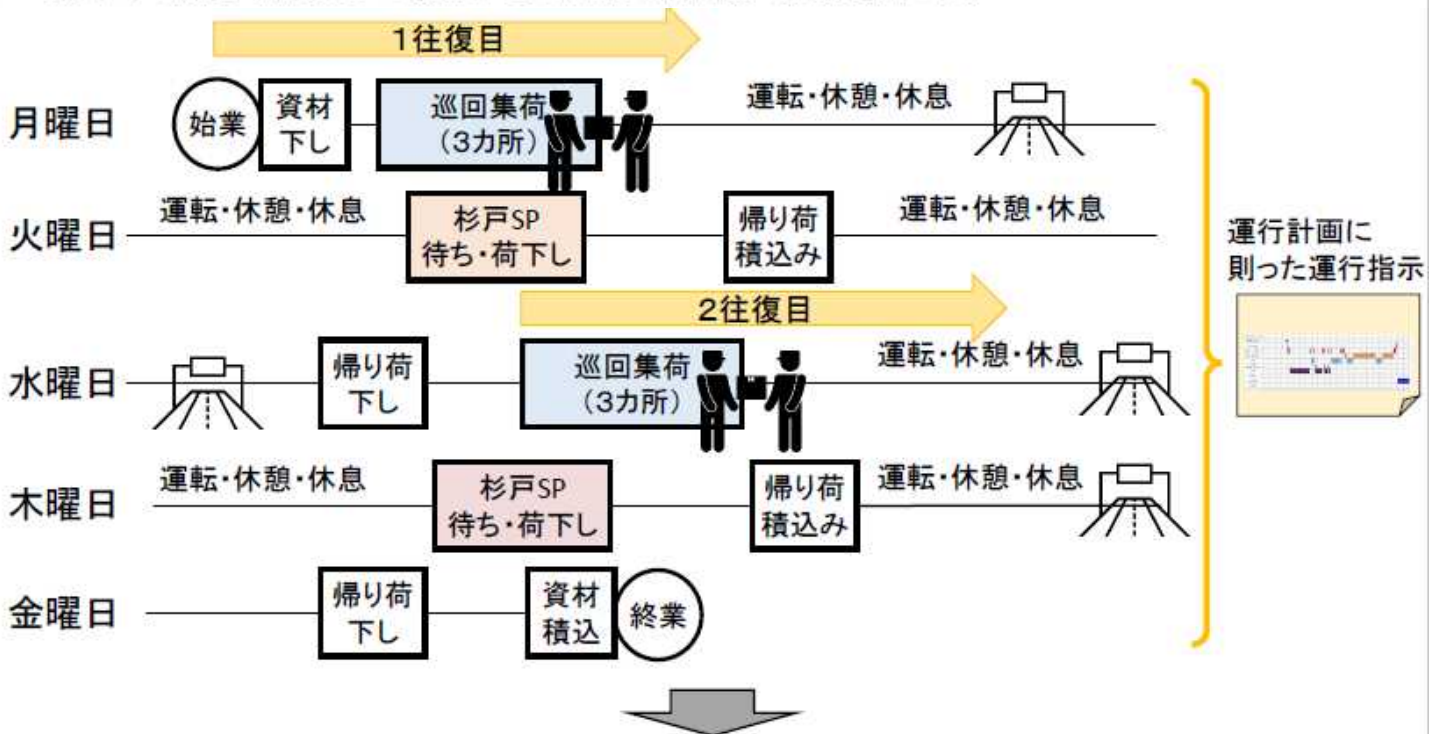 1往復目
月曜日
始業
資材
下し
巡回集荷
(3カ所)
運転・休憩・休息
火曜日
運転・休憩・休息
杉戸SP
待ち・荷下し
帰り荷
積込み
運転・休憩・休息
運行計画に
則った運行指示
2往復目
水曜日
帰り荷
下し
巡回集荷
(3カ所)
運転・休憩・休息
木曜日
運転・休憩・休息
杉戸SP
待ち・荷下し
帰り荷
積込み
運転・休憩・休息
金曜日
帰り荷
下し
資材
積込
終業